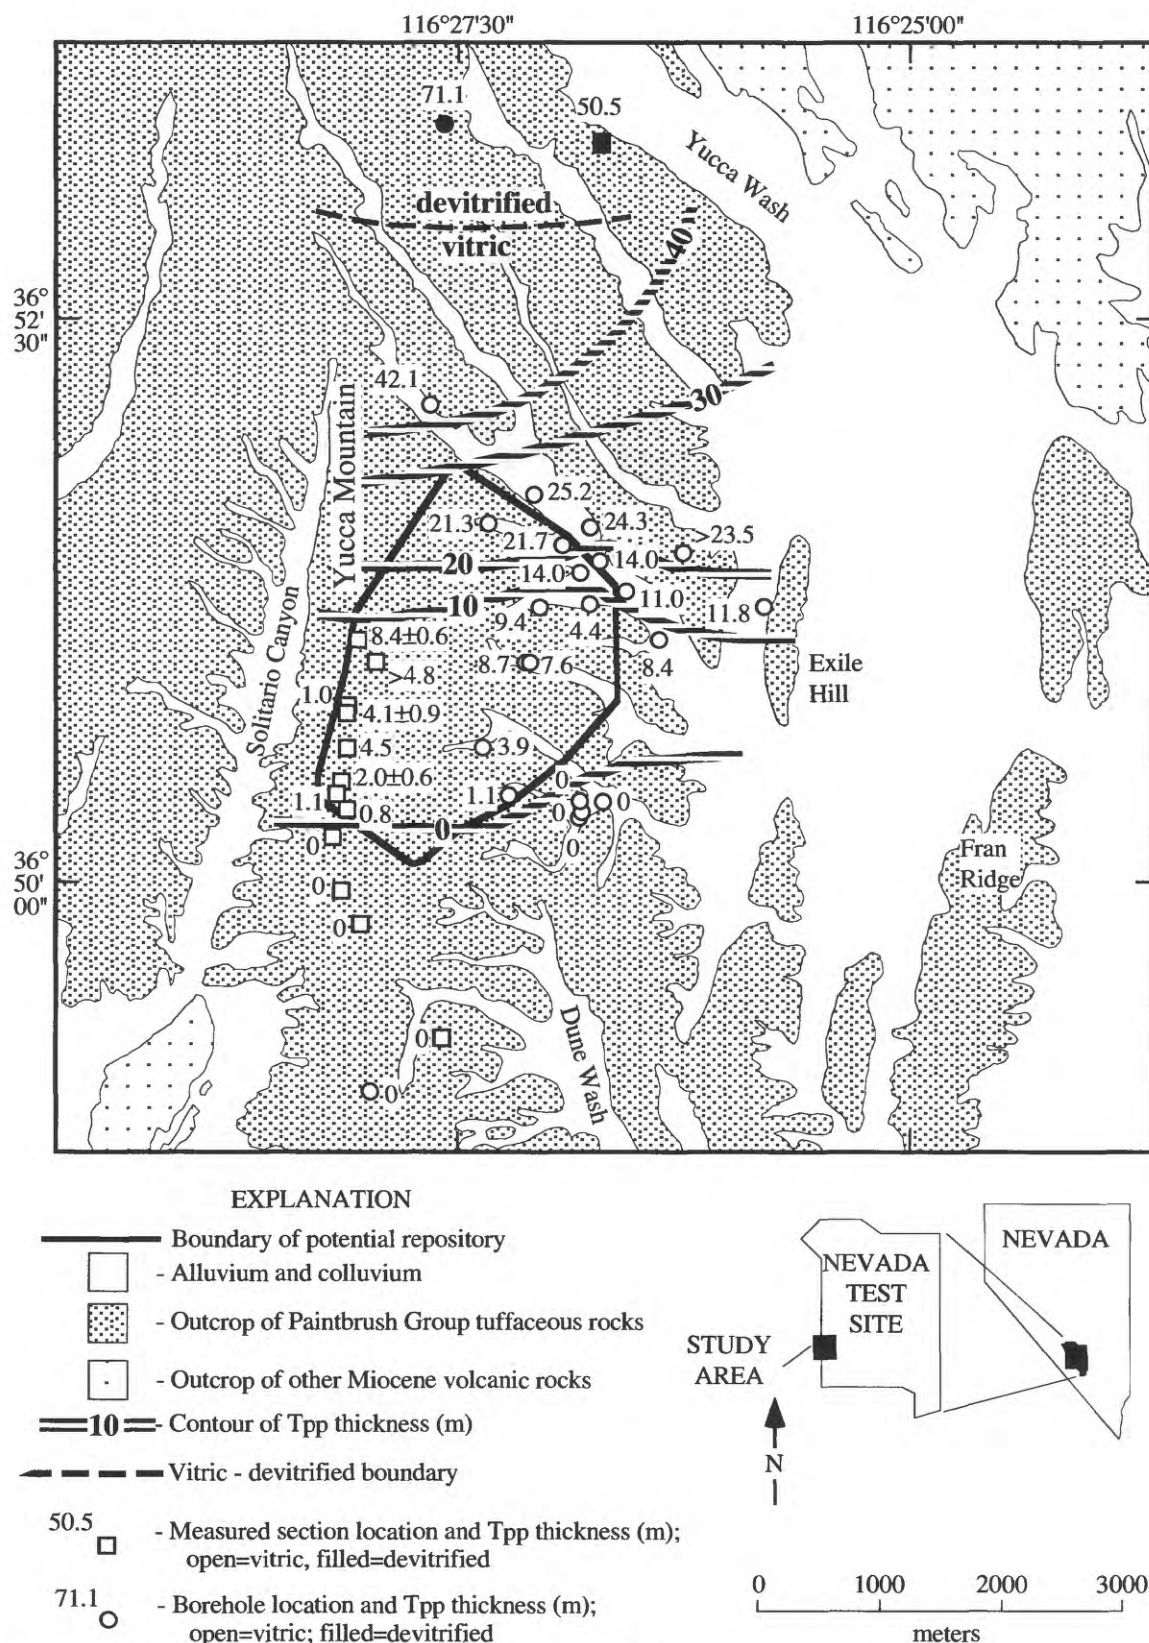 116°27'30"
116°25'00"
71.1
50.5
Yucca Wash
devitrified
vitric
40
36°
52'
30"
42.1
30
Yucca Mountain
25.2
21.3
24.3
21.7
>23.5
20
14.0
14.0>
11.0
10
9.4
4.4
11.8
8.4±0.6
8.7
7.6
8.4
>4.8
Exile
Hill
Solitario Canyon
1.0
4.1±0.9
4.5
3.9
2.0±0.6
0
1.1
1.1
0.8
0
0
0
0
0
36°
50'
00"
Fran
Ridge
0
0
Dune Wash
0
0
EXPLANATION
Boundary of potential repository
- Alluvium and colluvium
- Outcrop of Paintbrush Group tuffaceous rocks
- Outcrop of other Miocene volcanic rocks
10 - Contour of Tpp thickness (m)
Vitric - devitrified boundary
50.5 - Measured section location and Tpp thickness (m);
open=vitric, filled=devitrified
71.1 - Borehole location and Tpp thickness (m);
open=vitric; filled=devitrified
NEVADA
TEST
SITE
NEVADA
STUDY
AREA
N
0 1000 2000 3000
meters